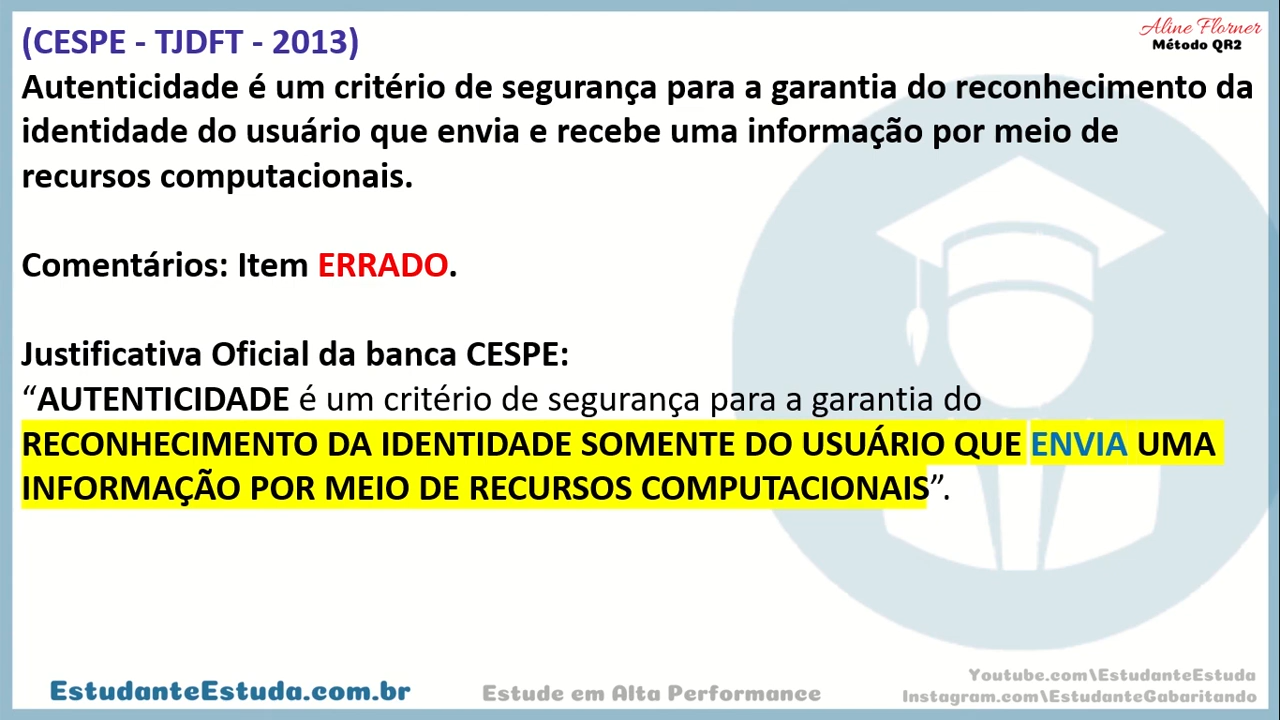 Aline Florner
Método QR2
(CESPE - TJDFT - 2013)
Autenticidade é um critério de segurança para a garantia do reconhecimento da
identidade do usuário que envia e recebe uma informação por meio de
recursos computacionais.
Comentários: Item ERRADO.
Justificativa Oficial da banca CESPE:
“AUTENTICIDADE é um critério de segurança para a garantia do
RECONHECIMENTO DA IDENTIDADE SOMENTE DO USUÁRIO QUE ENVIA UMA
INFORMAÇÃO POR MEIO DE RECURSOS COMPUTACIONAIS”.
EstudanteEstuda.com.br
Estude em Alta Performance
Youtube.com\EstudanteEstuda
Instagram.com\EstudanteGabaritando